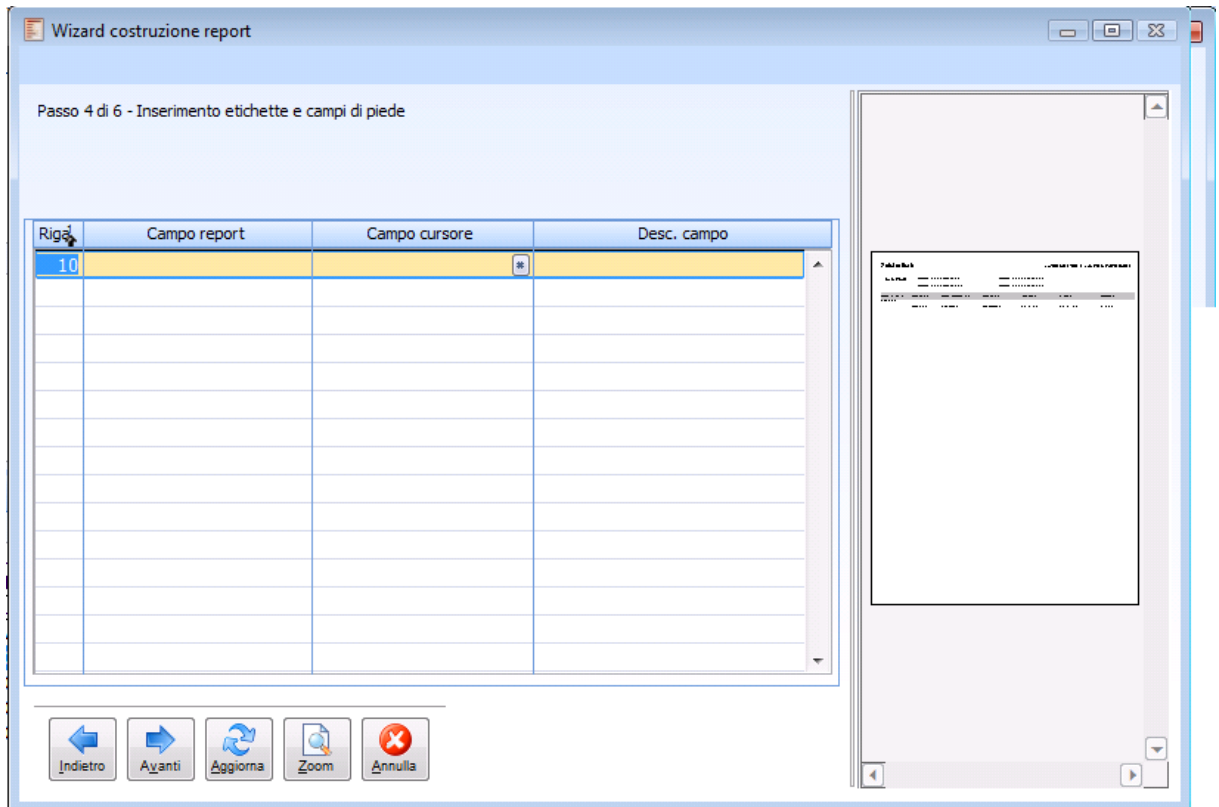 Wizard costruzione report
Passo 4 di 6 - Inserimento etichette e campi di piede
Riga Campo report Campo cursore Desc. campo
10
Indietro Avanti Aggiorna Zoom Annulla